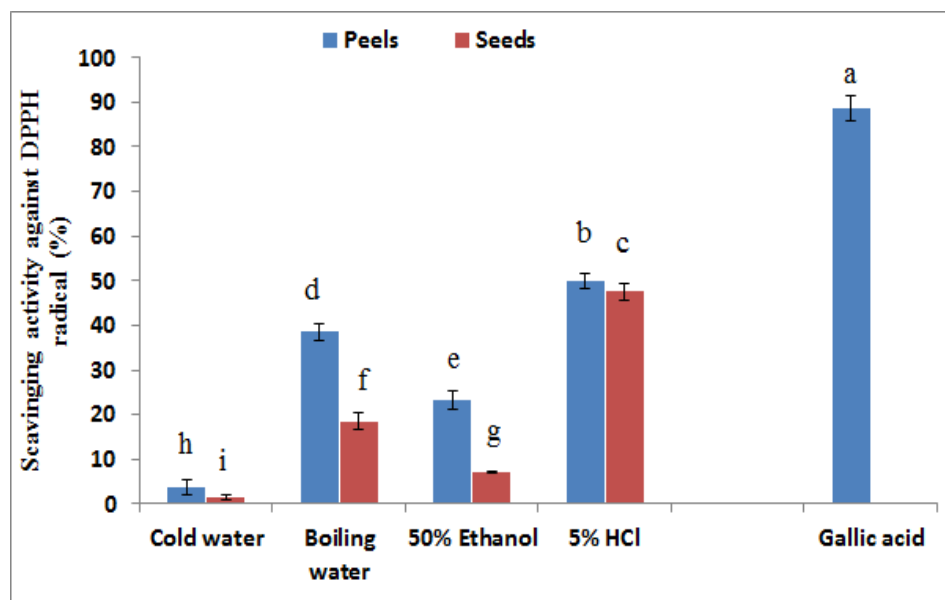 Peels Seeds
Scavinging activity against DPPH
radical (%)
100
90
80
70
60
50
40
30
20
10
0
a
b
c
d
e
f
g
h
i
Cold water
Boiling
water
50% Ethanol
5% HCl
Gallic acid